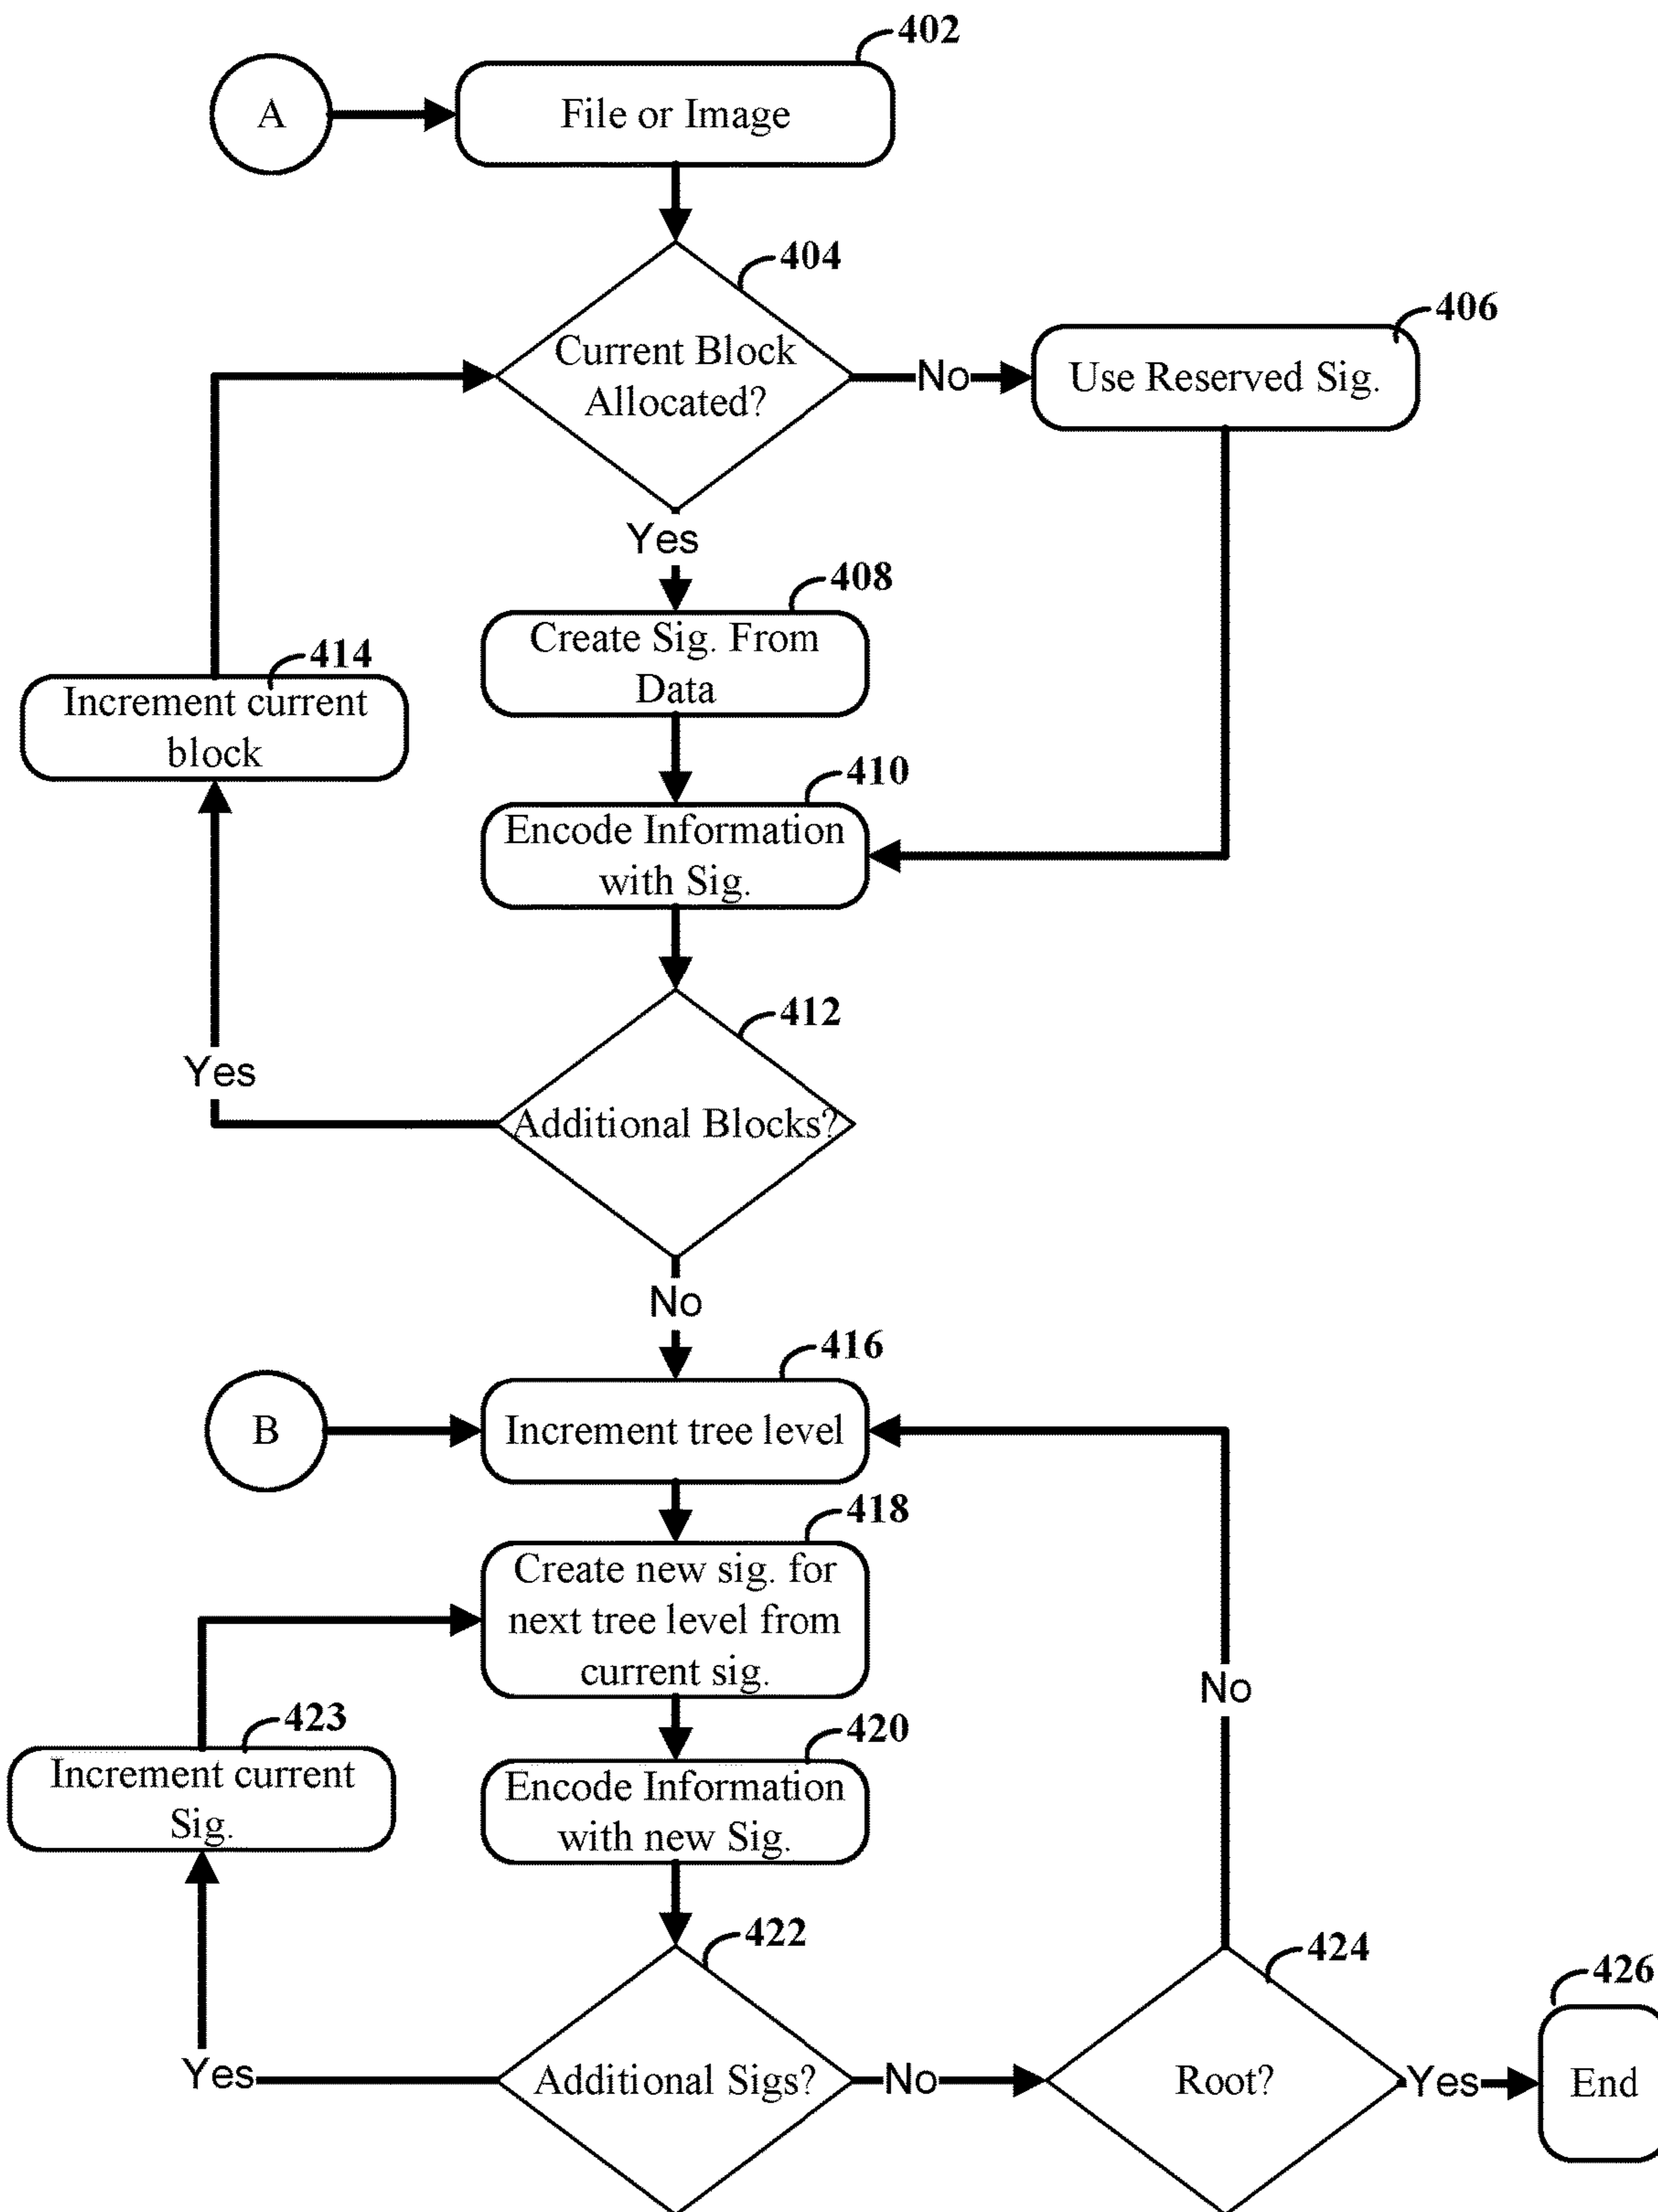 402
A
File or Image
404
Current Block
Allocated?
No
406
Use Reserved Sig.
Yes
408
Create Sig. From
Data
414
Increment current
block
410
Encode Information
with Sig.
412
Additional Blocks?
Yes
No
416
B
Increment tree level
418
Create new sig. for
next tree level from
current sig.
No
423
Increment current
Sig.
420
Encode Information
with new Sig.
422
Additional Sigs?
Yes
No
424
Root?
Yes
426
End